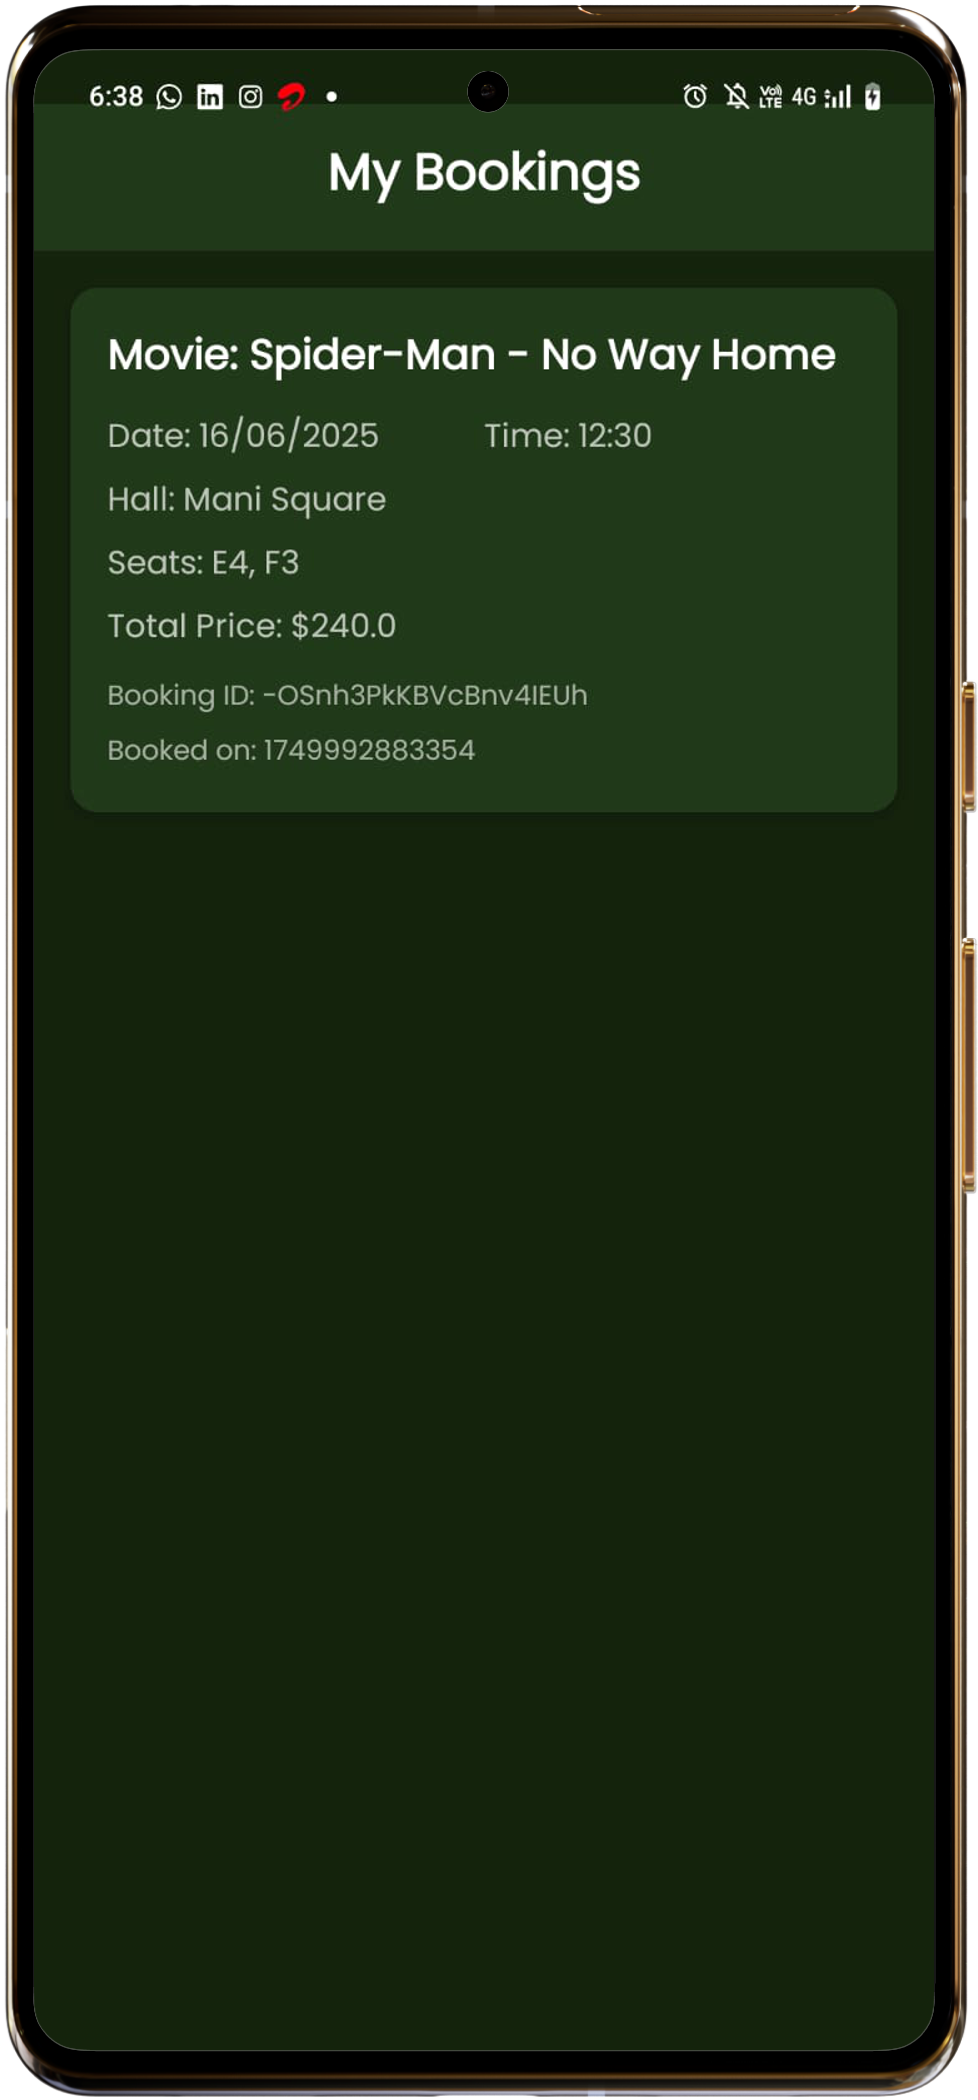 6:38 in Vo) LTE 4G
My Bookings
Movie: Spider-Man - No Way Home
Date: 16/06/2025 Time: 12:30
Hall: Mani Square
Seats: E4, F3
Total Price: $240.0
Booking ID: -OSnh3PkKBVcBnv4IEUh
Booked on: 1749992883354